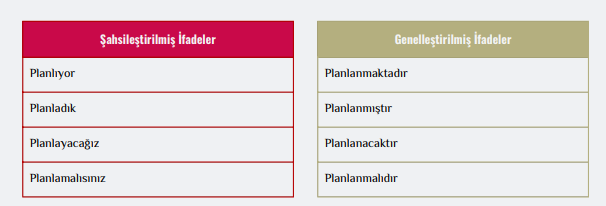 Şahsileştirilmiş İfadeler
Planlıyor
Planladık
Planlayacağız
Planlamalısınız
Genelleştirilmiş İfadeler
Planlanmaktadır
Planlanmıştır
Planlanacaktır
Planlanmalıdır